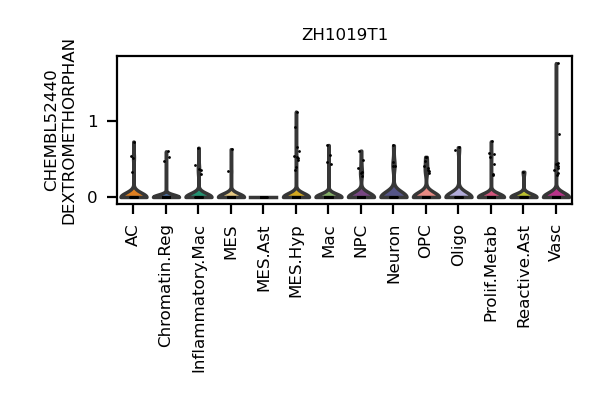 ZH1019T1
CHEMBL52440
DEXTROMETHORPHAN
1
0
AC
Chromatin.Reg
Inflammatory.Mac
MES
MES.Ast
MES.Hyp
Mac
NPC
Neuron
OPC
Oligo
Prolif.Metab
Reactive.Ast
Vasc